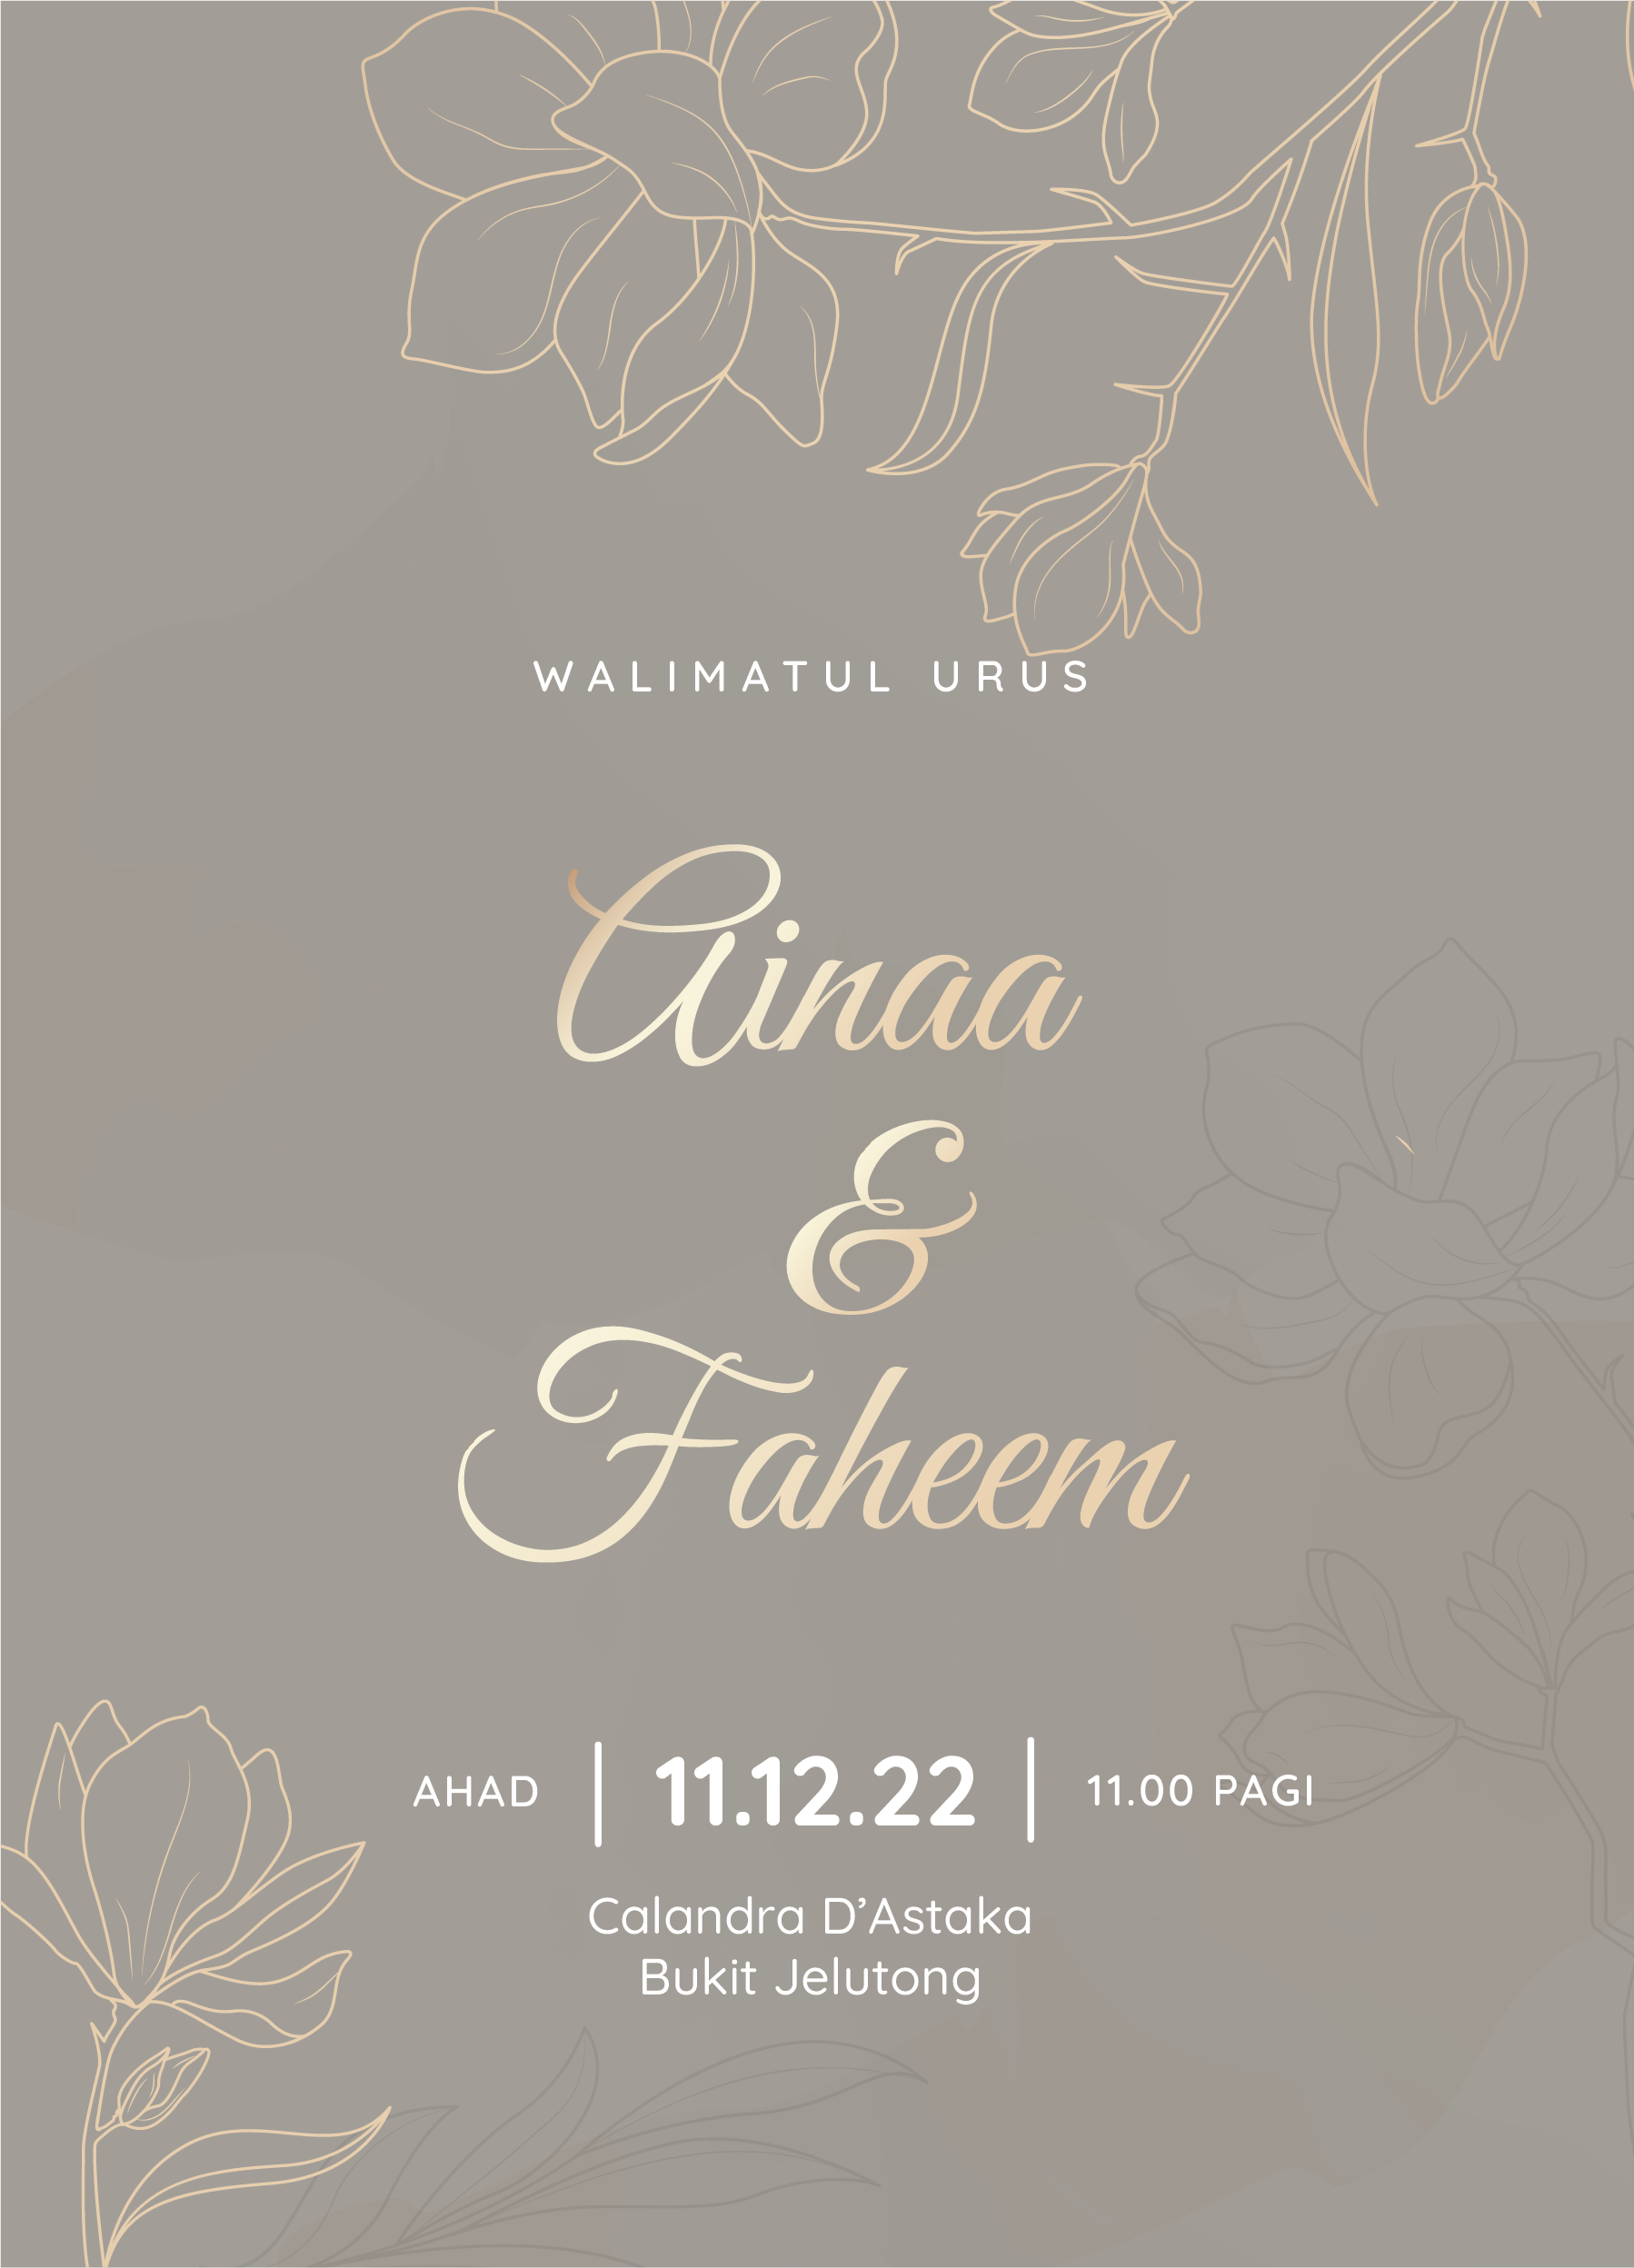 WALIMATUL URUS
Ainaa
&
Faheem
AHAD | 11.12.22 | 11.00 PAGI
Calandra D’Astaka
Bukit Jelutong